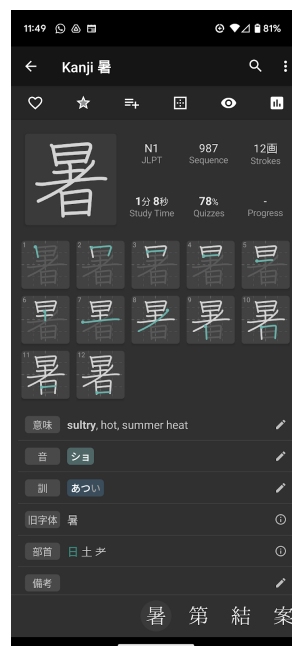 11:49 81%
Kanji 暑
暑
N1 987 12画
JLPT Sequence Strokes
1分 8秒 78% -
Study Time Quizzes Progress
1 2 3 4 5
6 7 8 9 10
11 12
意味 sultry, hot, summer heat
音 ショ
訓 あつい
旧字体 暑
部首 日 土 耂
備考
暑 第 結 案